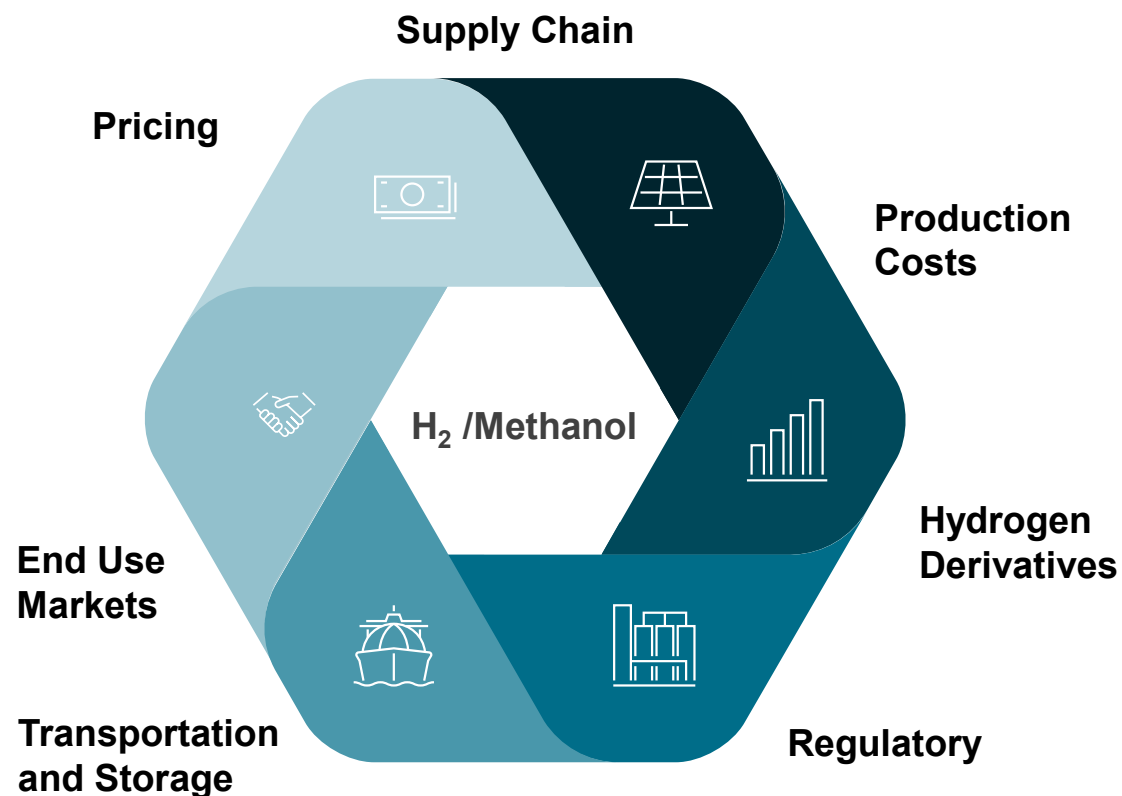 Supply Chain
Pricing
Production
Costs
H₂ /Methanol
Hydrogen
Derivatives
End Use
Markets
Transportation
and Storage
Regulatory